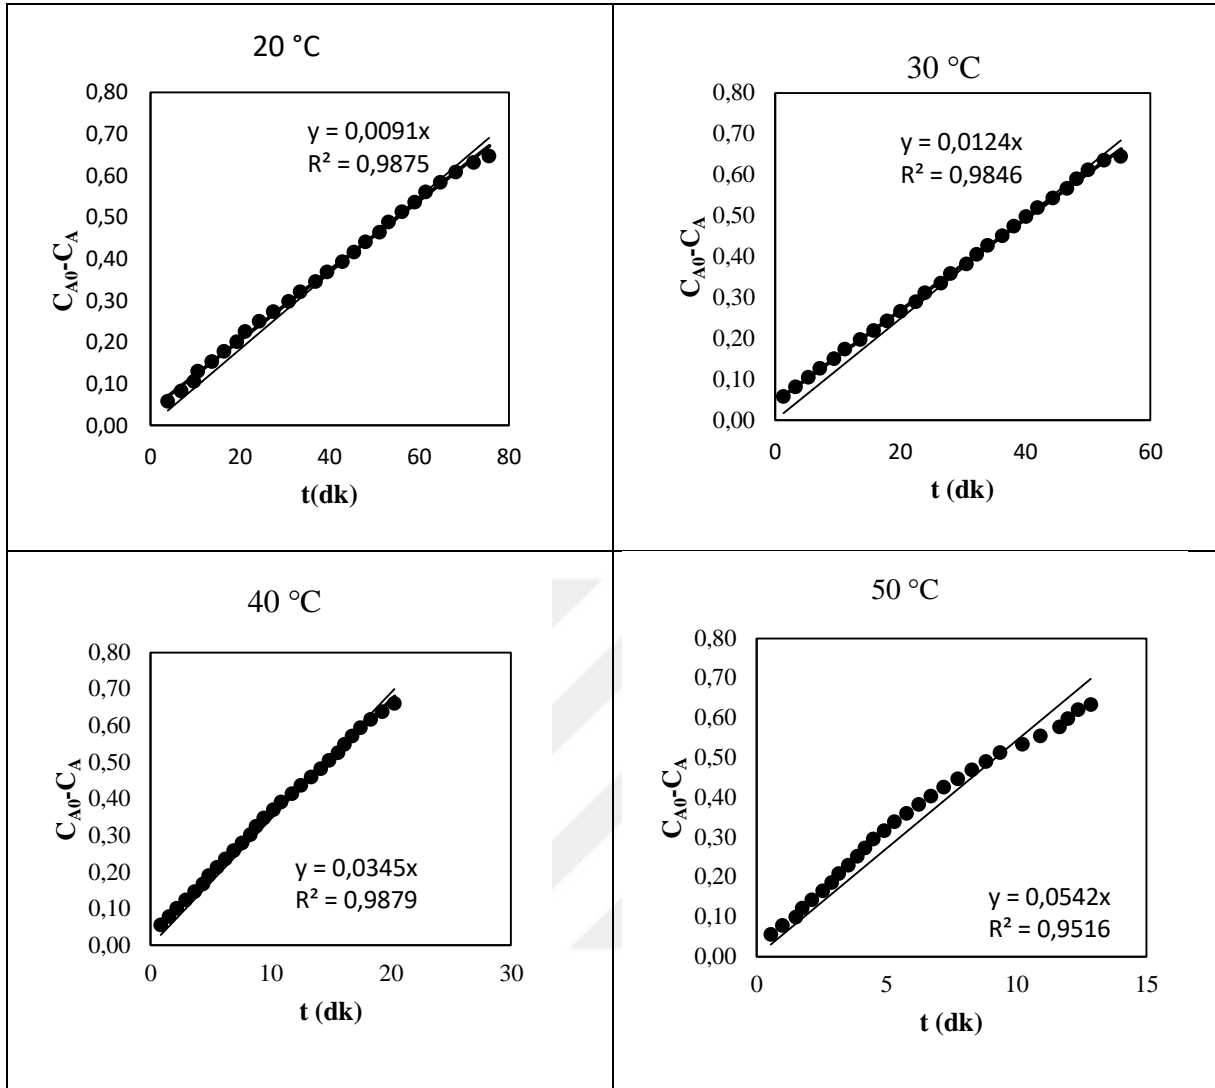 20 °C
0,80
0,70
0,60
0,50
0,40
0,30
0,20
0,10
0,00
C_A0-C_A
y = 0,0091x
R² = 0,9875
0 20 40 60 80
t(dk)
30 °C
0,80
0,70
0,60
0,50
0,40
0,30
0,20
0,10
0,00
C_A0-C_A
y = 0,0124x
R² = 0,9846
0 20 40 60
t (dk)
40 °C
0,80
0,70
0,60
0,50
0,40
0,30
0,20
0,10
0,00
C_A0-C_A
y = 0,0345x
R² = 0,9879
0 10 20 30
t (dk)
50 °C
0,80
0,70
0,60
0,50
0,40
0,30
0,20
0,10
0,00
C_A0-C_A
y = 0,0542x
R² = 0,9516
0 5 10 15
t (dk)